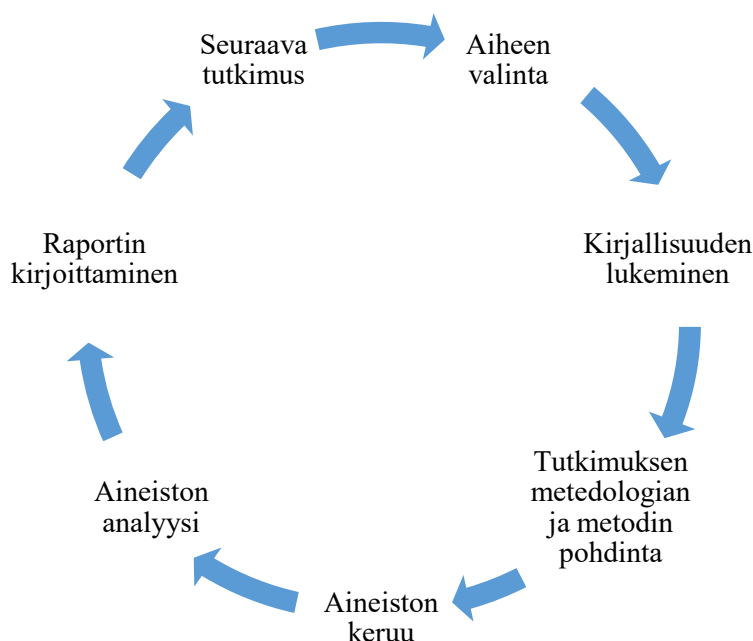 Seuraava
tutkimus
Aiheen
valinta
Kirjallisuuden
lukeminen
Tutkimuksen
metedologian
ja metodin
pohdinta
Aineiston
keruu
Aineiston
analyysi
Raportin
kirjoittaminen